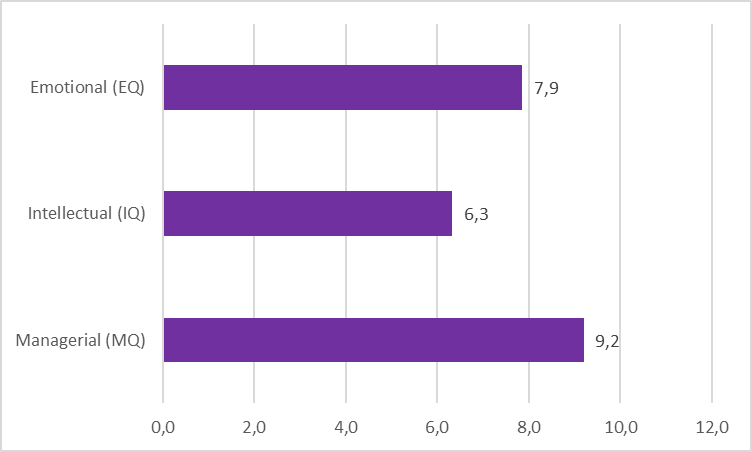 Emotional (EQ)
7,9
Intellectual (IQ)
6,3
Managerial (MQ)
9,2
0,0 2,0 4,0 6,0 8,0 10,0 12,0